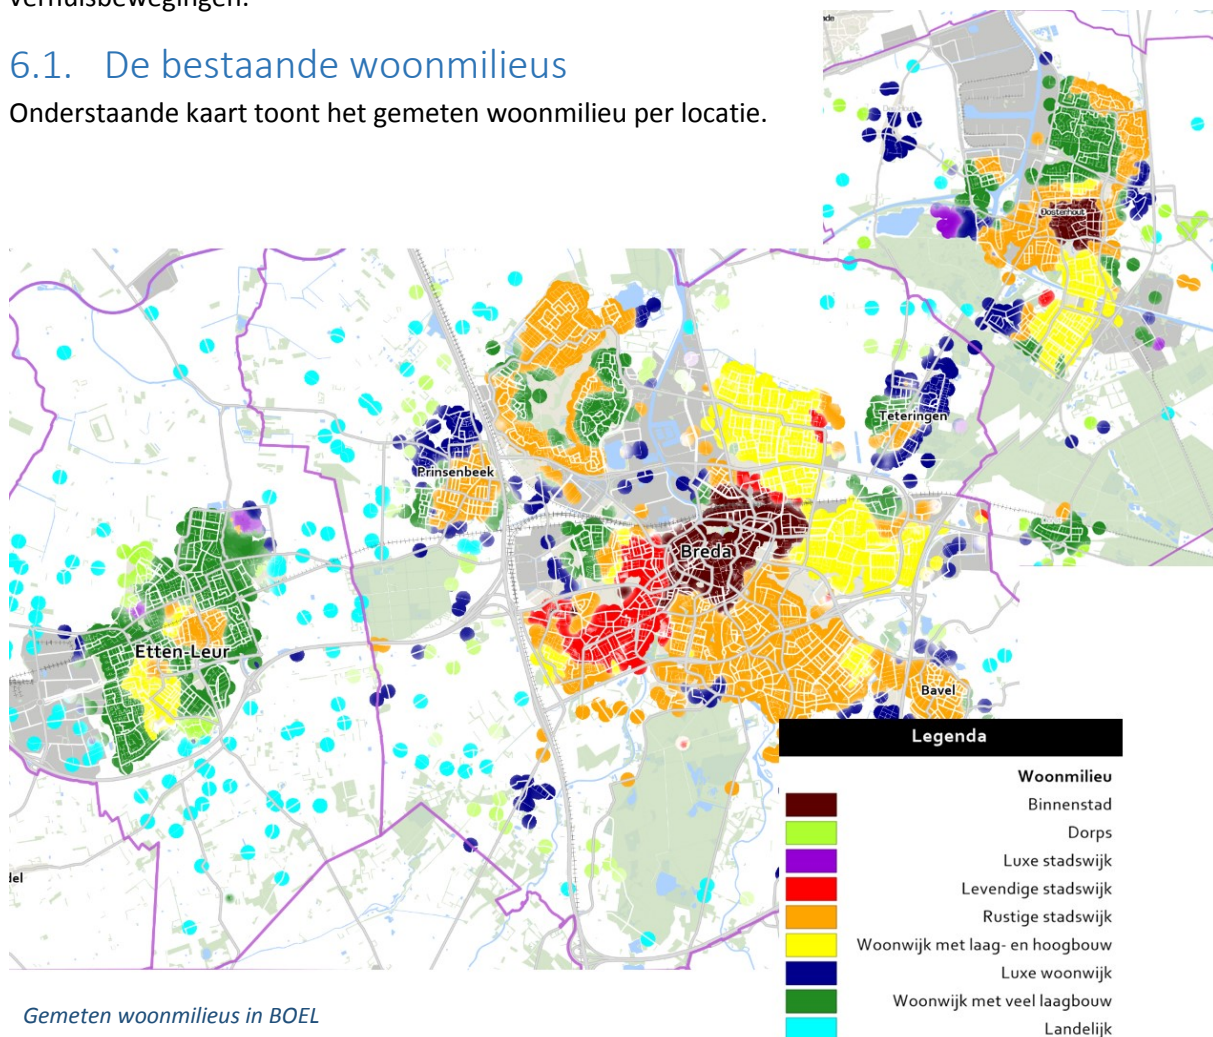 verhuisbewegingen.
6.1. De bestaande woonmilieus
Onderstaande kaart toont het gemeten woonmilieu per locatie.
Oosterhout
Teteringen
Prinsenbeek
Breda
Etten-Leur
Bavel
Legenda
Woonmilieu
Binnenstad
Dorps
Luxe stadswijk
Levendige stadswijk
Rustige stadswijk
Woonwijk met laag- en hoogbouw
Luxe woonwijk
Woonwijk met veel laagbouw
Landelijk
Gemeten woonmilieus in BOEL